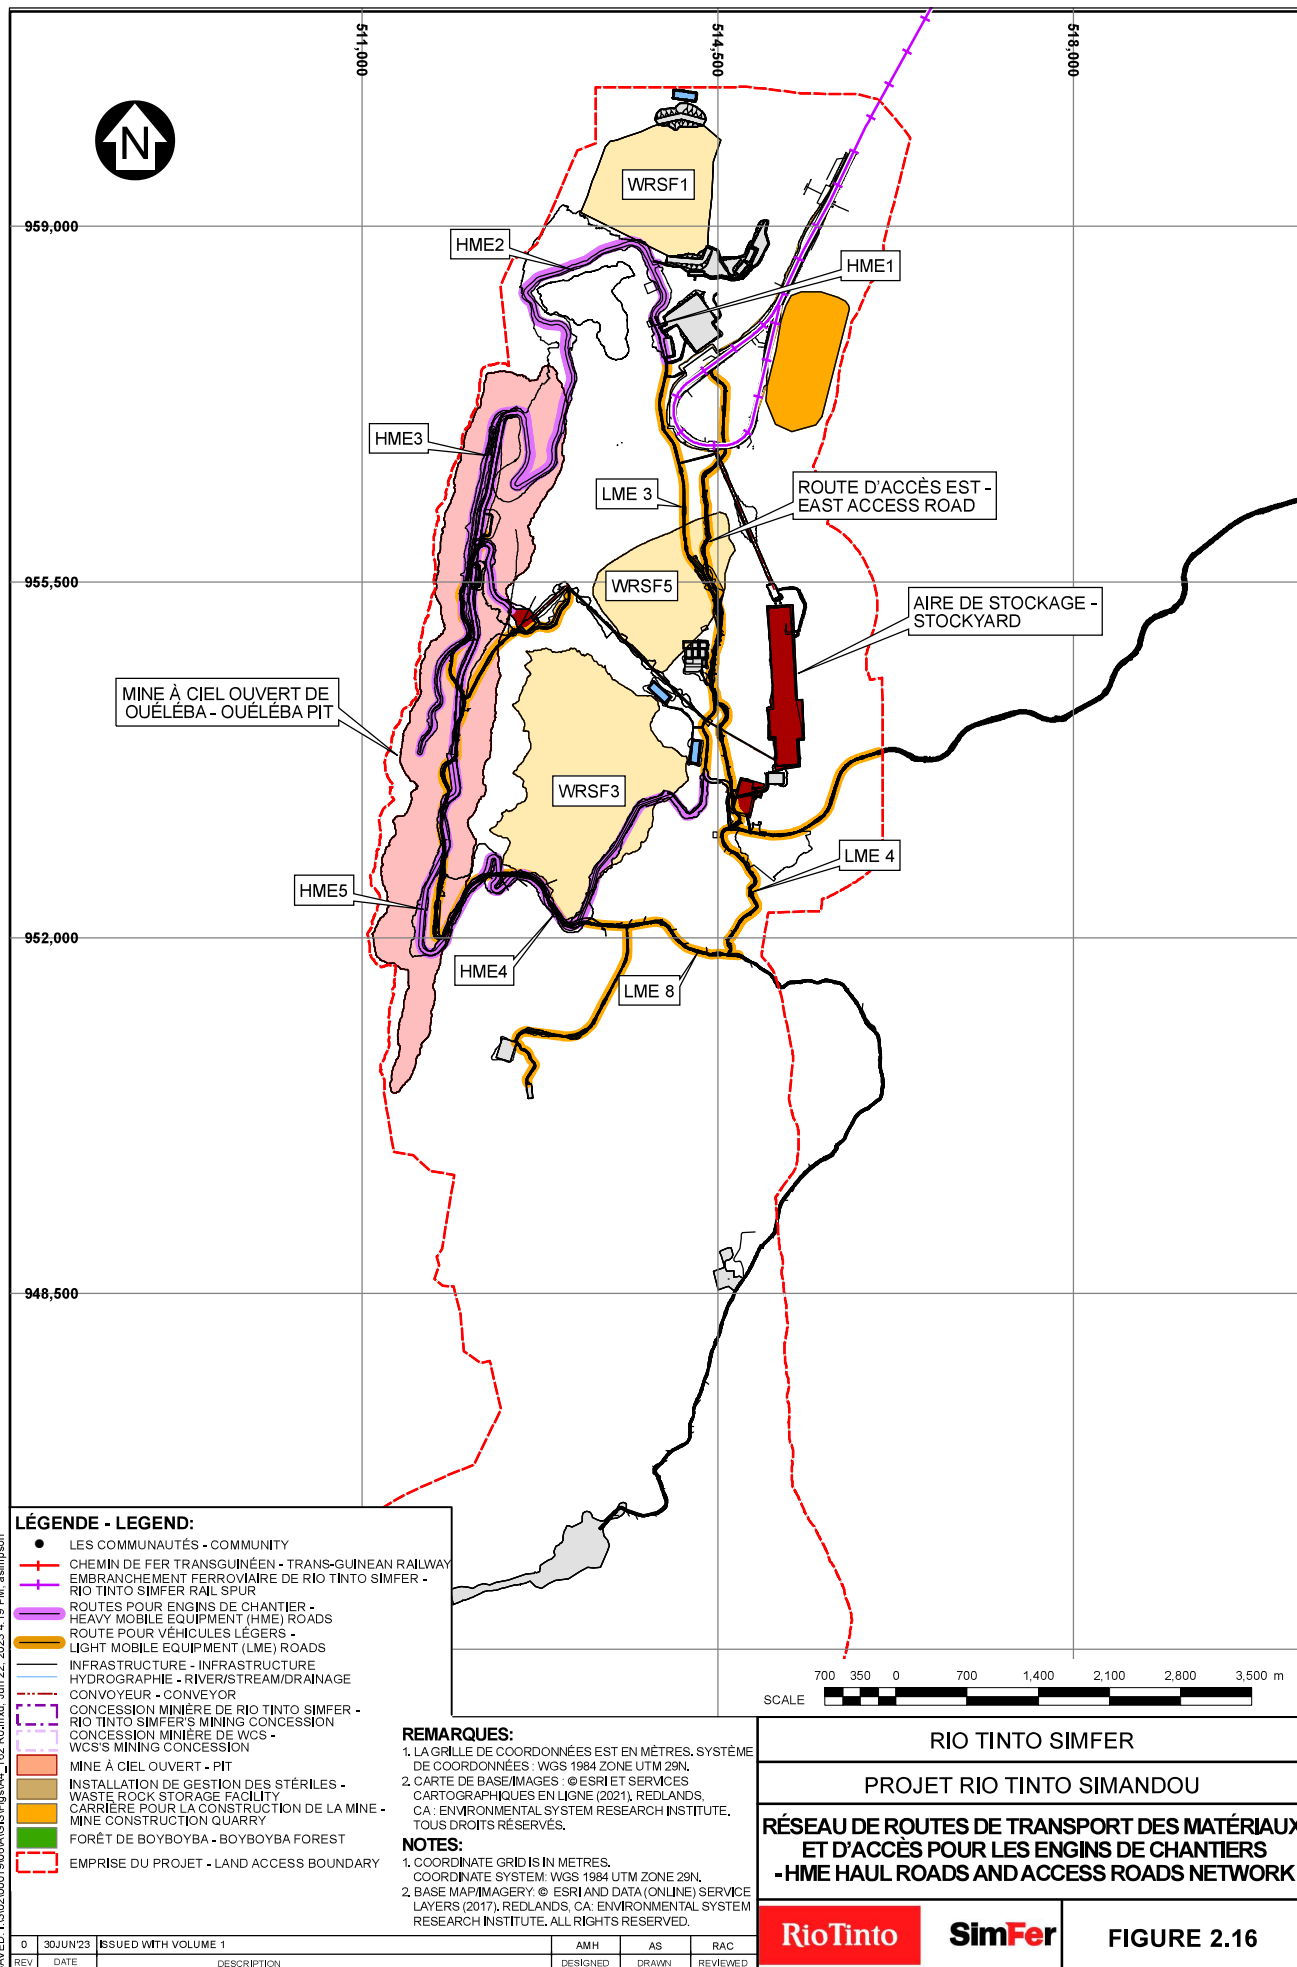 511,000
514,500
518,000
N
959,000
955,500
952,000
948,500
WRSF1
HME2
HME1
HME3
LME 3
ROUTE D'ACCÈS EST -
EAST ACCESS ROAD
WRSF5
AIRE DE STOCKAGE -
STOCKYARD
MINE À CIEL OUVERT DE
OUÉLÉBA - OUÉLÉBA PIT
WRSF3
LME 4
HME5
HME4
LME 8
LÉGENDE - LEGEND:
LES COMMUNAUTÉS - COMMUNITY
CHEMIN DE FER TRANSGUINÉEN - TRANS-GUINEAN RAILWAY
EMBRANCHEMENT FERROVIAIRE DE RIO TINTO SIMFER -
RIO TINTO SIMFER RAIL SPUR
ROUTES POUR ENGINS DE CHANTIER -
HEAVY MOBILE EQUIPMENT (HME) ROADS
ROUTE POUR VÉHICULES LÉGERS -
LIGHT MOBILE EQUIPMENT (LME) ROADS
INFRASTRUCTURE - INFRASTRUCTURE
HYDROGRAPHIE - RIVER/STREAM/DRAINAGE
CONVOYEUR - CONVEYOR
CONCESSION MINIÈRE DE RIO TINTO SIMFER -
RIO TINTO SIMFER'S MINING CONCESSION
CONCESSION MINIÈRE DE WCS -
WCS'S MINING CONCESSION
MINE À CIEL OUVERT - PIT
INSTALLATION DE GESTION DES STÉRILES -
WASTE ROCK STORAGE FACILITY
CARRIÈRE POUR LA CONSTRUCTION DE LA MINE -
MINE CONSTRUCTION QUARRY
FORÊT DE BOYBOYBA - BOYBOYBA FOREST
EMPRISE DU PROJET - LAND ACCESS BOUNDARY
REMARQUES:
1. LA GRILLE DE COORDONNÉES EST EN MÈTRES. SYSTÈME
DE COORDONNÉES : WGS 1984 ZONE UTM 29N.
2. CARTE DE BASE/IMAGES : © ESRI ET SERVICES
CARTOGRAPHIQUES EN LIGNE (2021), REDLANDS,
CA : ENVIRONMENTAL SYSTEM RESEARCH INSTITUTE.
TOUS DROITS RÉSERVÉS.
NOTES:
1. COORDINATE GRID IS IN METRES.
COORDINATE SYSTEM: WGS 1984 UTM ZONE 29N.
2. BASE MAP/IMAGERY: © ESRI AND DATA (ONLINE) SERVICE
LAYERS (2017). REDLANDS, CA: ENVIRONMENTAL SYSTEM
RESEARCH INSTITUTE. ALL RIGHTS RESERVED.
SCALE
700 350 0 700 1,400 2,100 2,800 3,500 m
RIO TINTO SIMFER
PROJET RIO TINTO SIMANDOU
RÉSEAU DE ROUTES DE TRANSPORT DES MATÉRIAUX
ET D'ACCÈS POUR LES ENGINS DE CHANTIERS
- HME HAUL ROADS AND ACCESS ROADS NETWORK
RioTinto
SimFer
FIGURE 2.16
0 30JUN'23 ISSUED WITH VOLUME 1 AMH AS RAC
REV DATE DESCRIPTION DESIGNED DRAWN REVIEWED